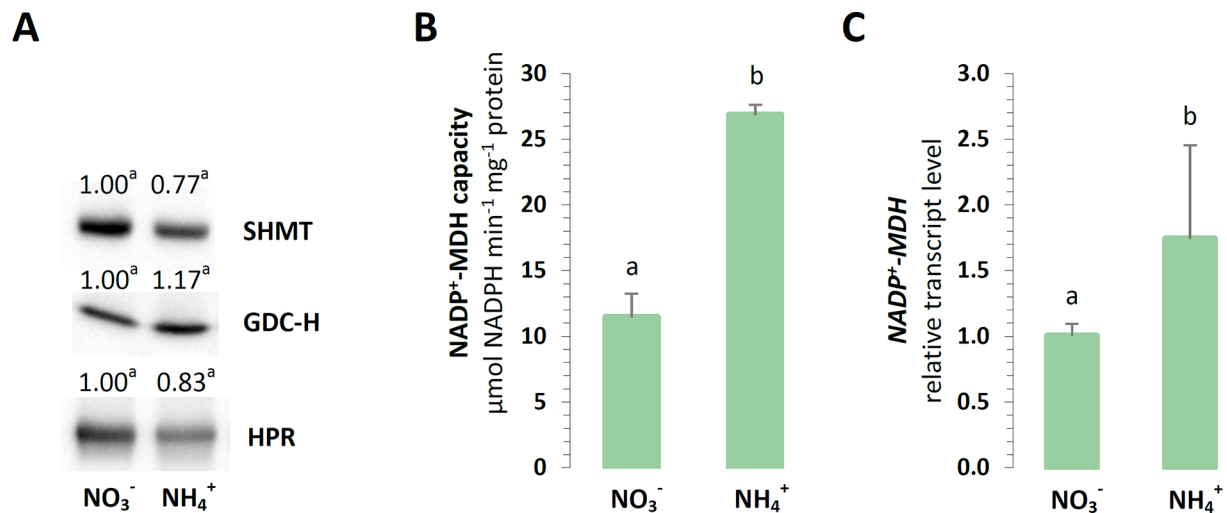 A
1.00ᵃ 0.77ᵃ
SHMT
1.00ᵃ 1.17ᵃ
GDC-H
1.00ᵃ 0.83ᵃ
HPR
NO₃⁻ NH₄⁺
B
NADP⁺-MDH capacity
µmol NADPH min⁻¹ mg⁻¹ protein
30
25
20
15
10
5
0
a
b
NO₃⁻ NH₄⁺
C
NADP⁺-MDH
relative transcript level
3.0
2.5
2.0
1.5
1.0
0.5
0.0
a
b
NO₃⁻ NH₄⁺